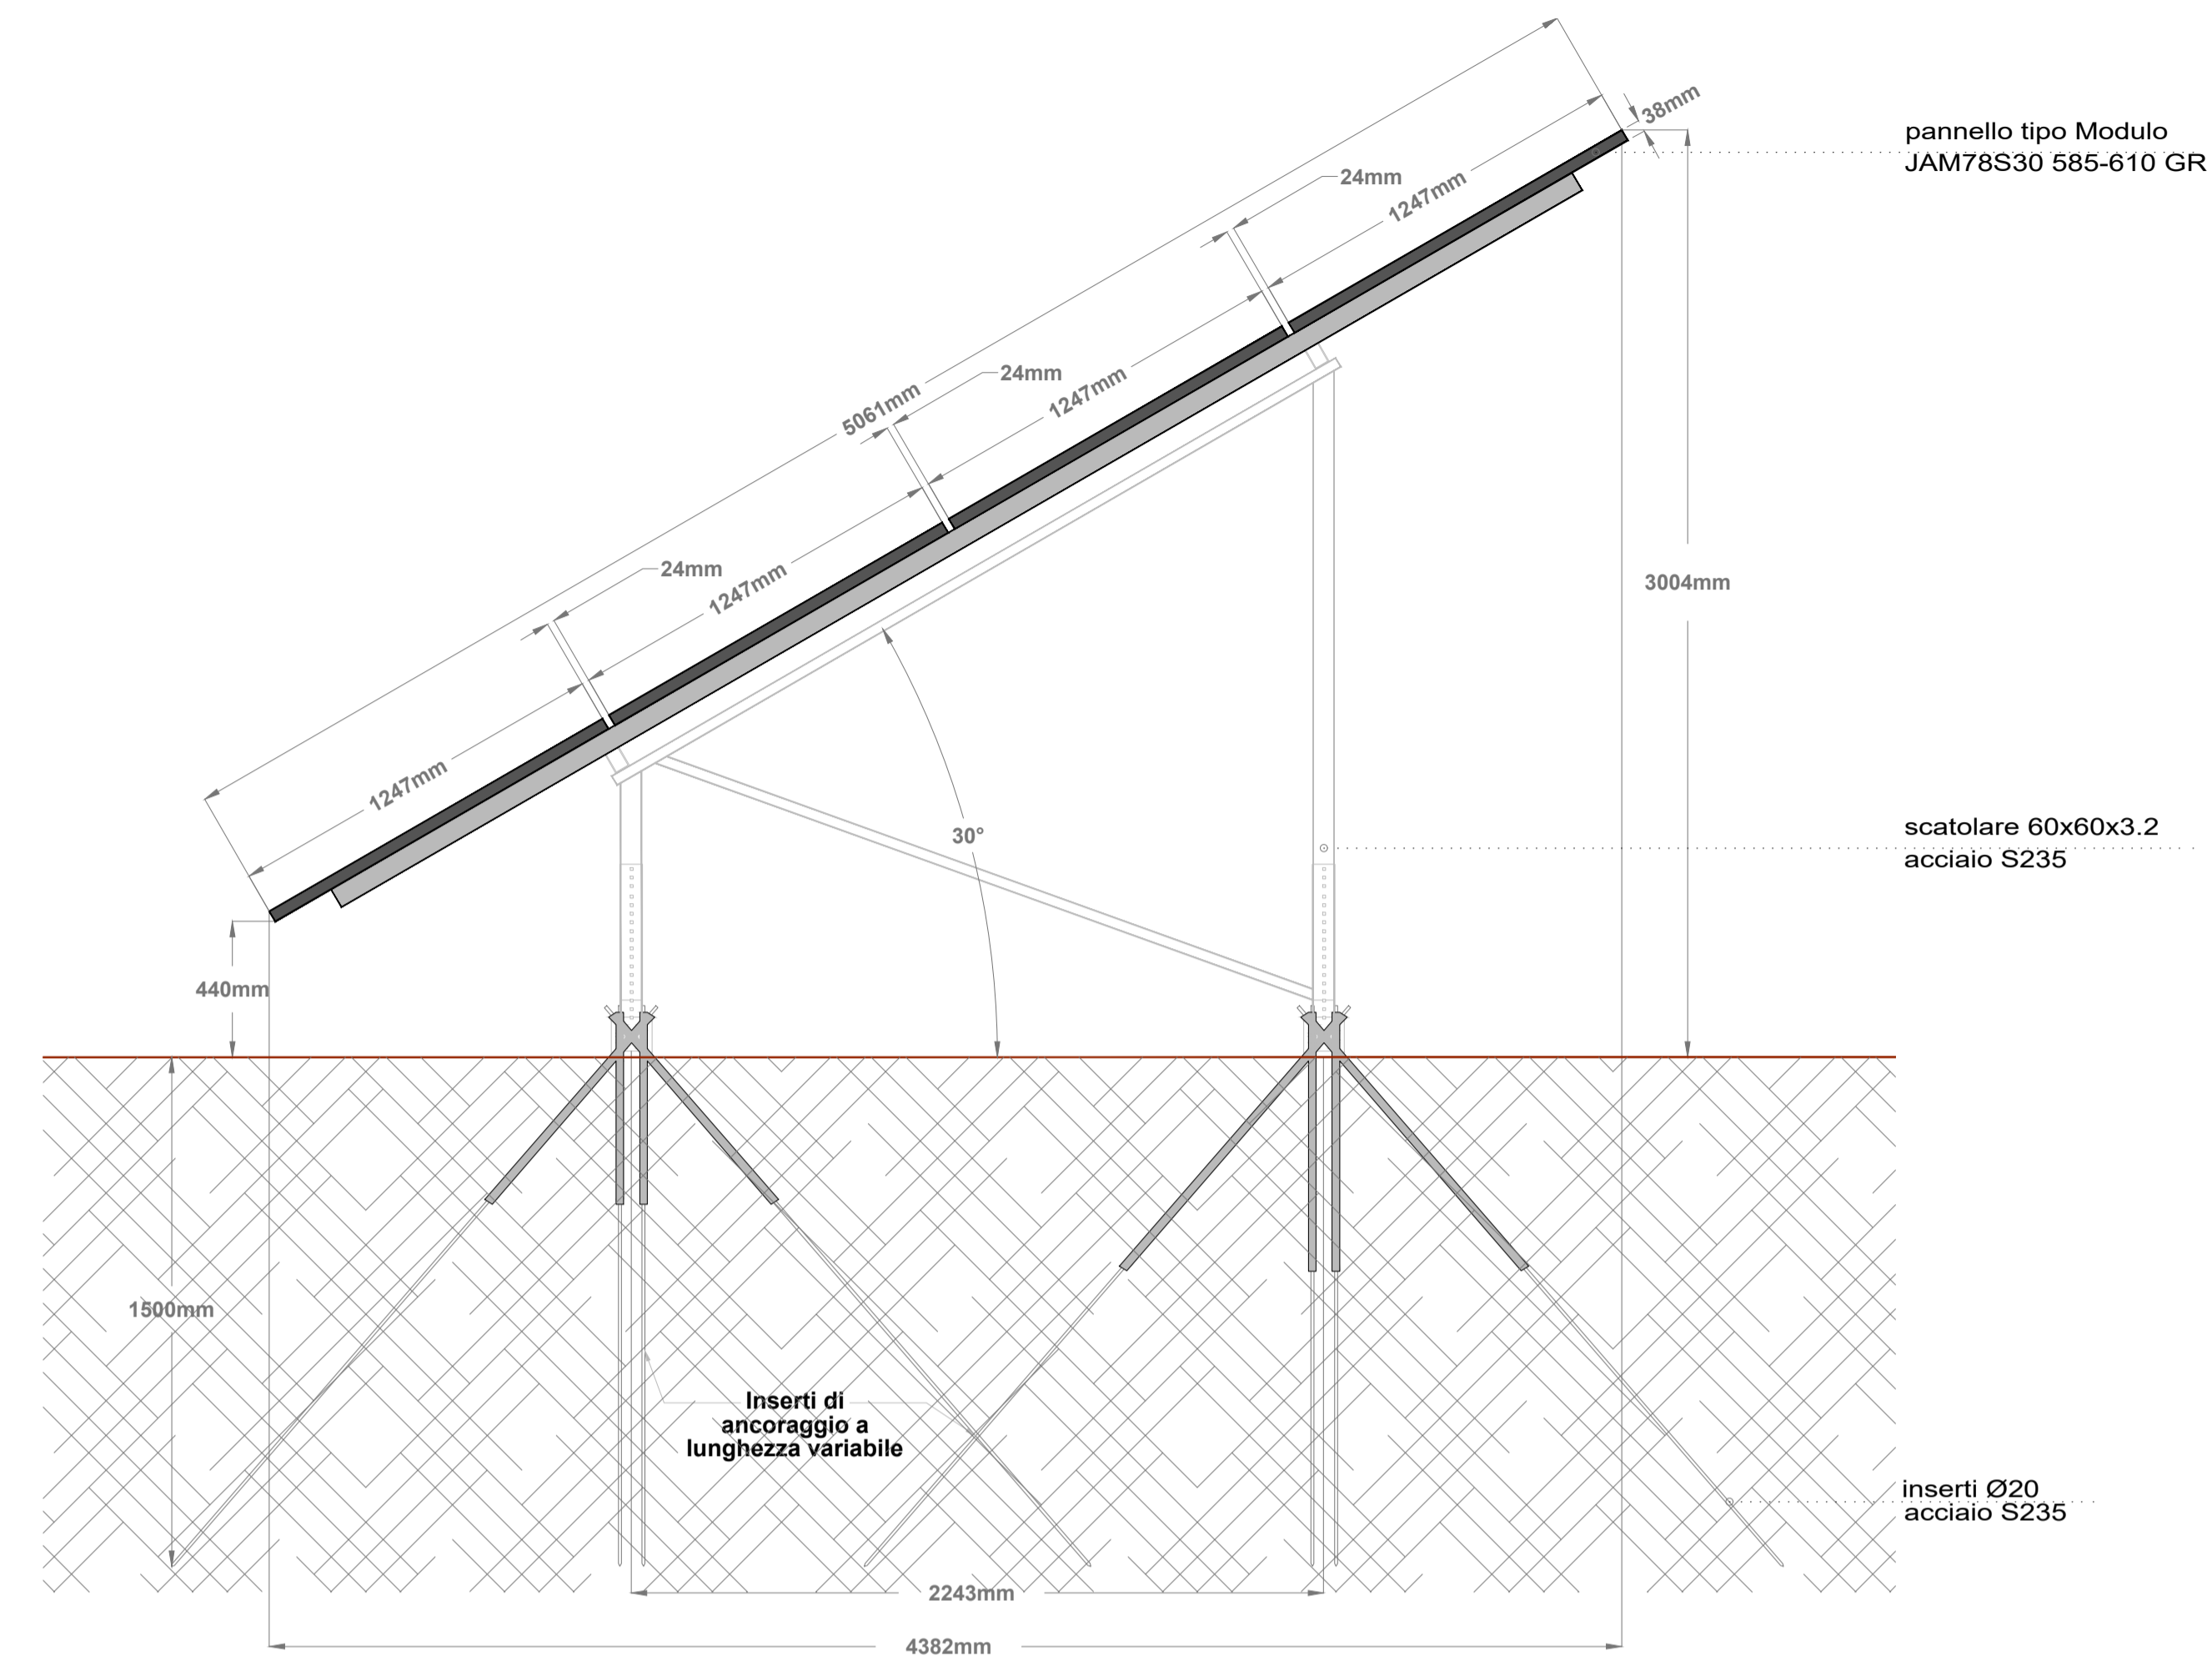 38mm
pannello tipo Modulo
JAM78S30 585-610 GR
24mm
1247mm
24mm
1247mm
5061mm
24mm
1247mm
3004mm
1247mm
30°
scatolare 60x60x3.2
acciaio S235
440mm
1500mm
Inserti di
ancoraggio a
lunghezza variabile
inserti Ø20
acciaio S235
2243mm
4382mm